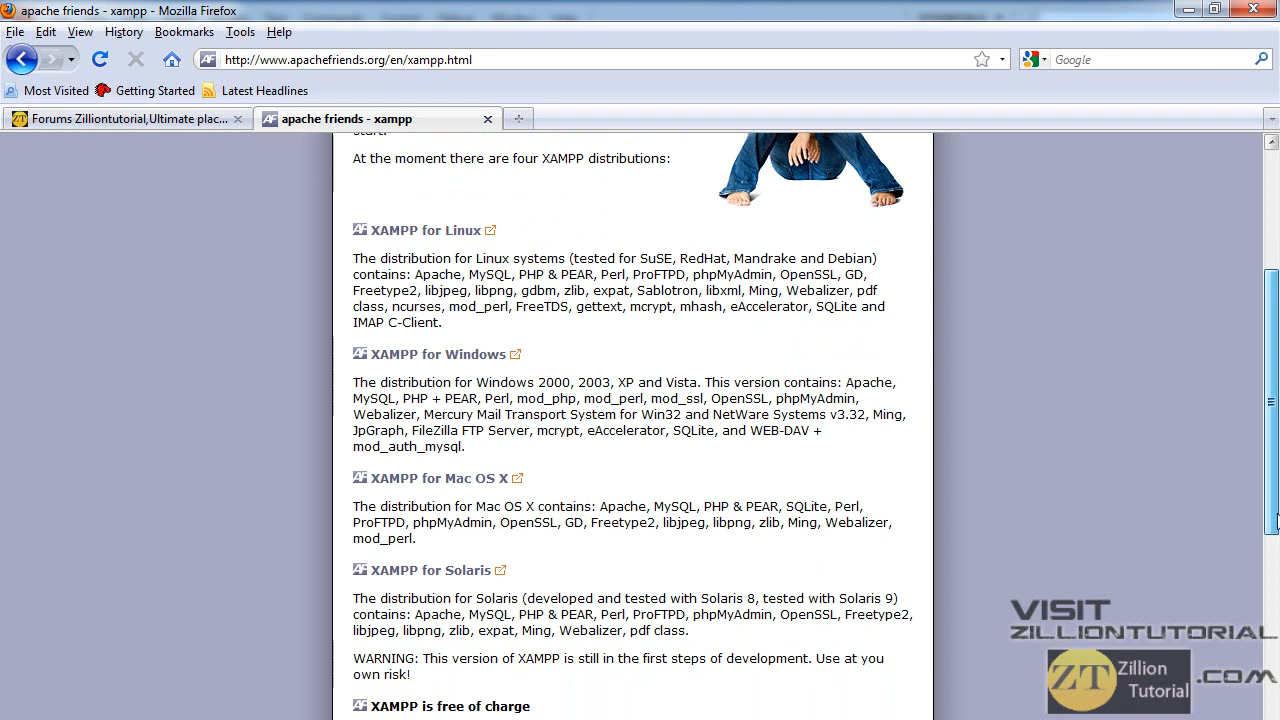 apache friends - xampp - Mozilla Firefox
File Edit View History Bookmarks Tools Help
AF http://www.apachefriends.org/en/xampp.html Google
Most Visited Getting Started Latest Headlines
ZT Forums Zilliontutorial,Ultimate plac... AF apache friends - xampp
start.
At the moment there are four XAMPP distributions:
AF XAMPP for Linux
The distribution for Linux systems (tested for SuSE, RedHat, Mandrake and Debian)
contains: Apache, MySQL, PHP & PEAR, Perl, ProFTPD, phpMyAdmin, OpenSSL, GD,
Freetype2, libjpeg, libpng, gdbm, zlib, expat, Sablotron, libxml, Ming, Webalizer, pdf
class, ncurses, mod_perl, FreeTDS, gettext, mcrypt, mhash, eAccelerator, SQLite and
IMAP C-Client.
AF XAMPP for Windows
The distribution for Windows 2000, 2003, XP and Vista. This version contains: Apache,
MySQL, PHP + PEAR, Perl, mod_php, mod_perl, mod_ssl, OpenSSL, phpMyAdmin,
Webalizer, Mercury Mail Transport System for Win32 and NetWare Systems v3.32, Ming,
JpGraph, FileZilla FTP Server, mcrypt, eAccelerator, SQLite, and WEB-DAV +
mod_auth_mysql.
AF XAMPP for Mac OS X
The distribution for Mac OS X contains: Apache, MySQL, PHP & PEAR, SQLite, Perl,
ProFTPD, phpMyAdmin, OpenSSL, GD, Freetype2, libjpeg, libpng, zlib, Ming, Webalizer,
mod_perl.
AF XAMPP for Solaris
The distribution for Solaris (developed and tested with Solaris 8, tested with Solaris 9)
contains: Apache, MySQL, PHP & PEAR, Perl, ProFTPD, phpMyAdmin, OpenSSL, Freetype2,
libjpeg, libpng, zlib, expat, Ming, Webalizer, pdf class.
WARNING: This version of XAMPP is still in the first steps of development. Use at you
own risk!
AF XAMPP is free of charge
VISIT
ZILLIONTUTORIAL
ZT Zillion
Tutorial
.COM